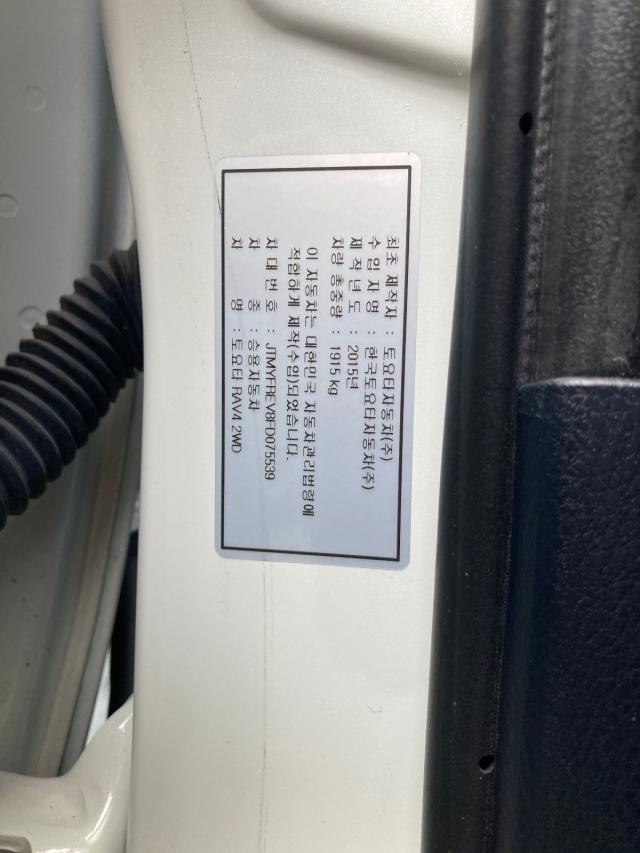 최초 제작자 : 토요타자동차(주)
수입자명 : 한국토요타자동차(주)
제작년도 : 2015년
차량 총중량 : 1915 kg
이 자동차는 대한민국 자동차관리법령에
적합하게 제작(수입)되었습니다.
차대번호 : JTMYFREV8FD075539
차 종 : 승용자동차
차 명 : 토요타 RAV4 2WD